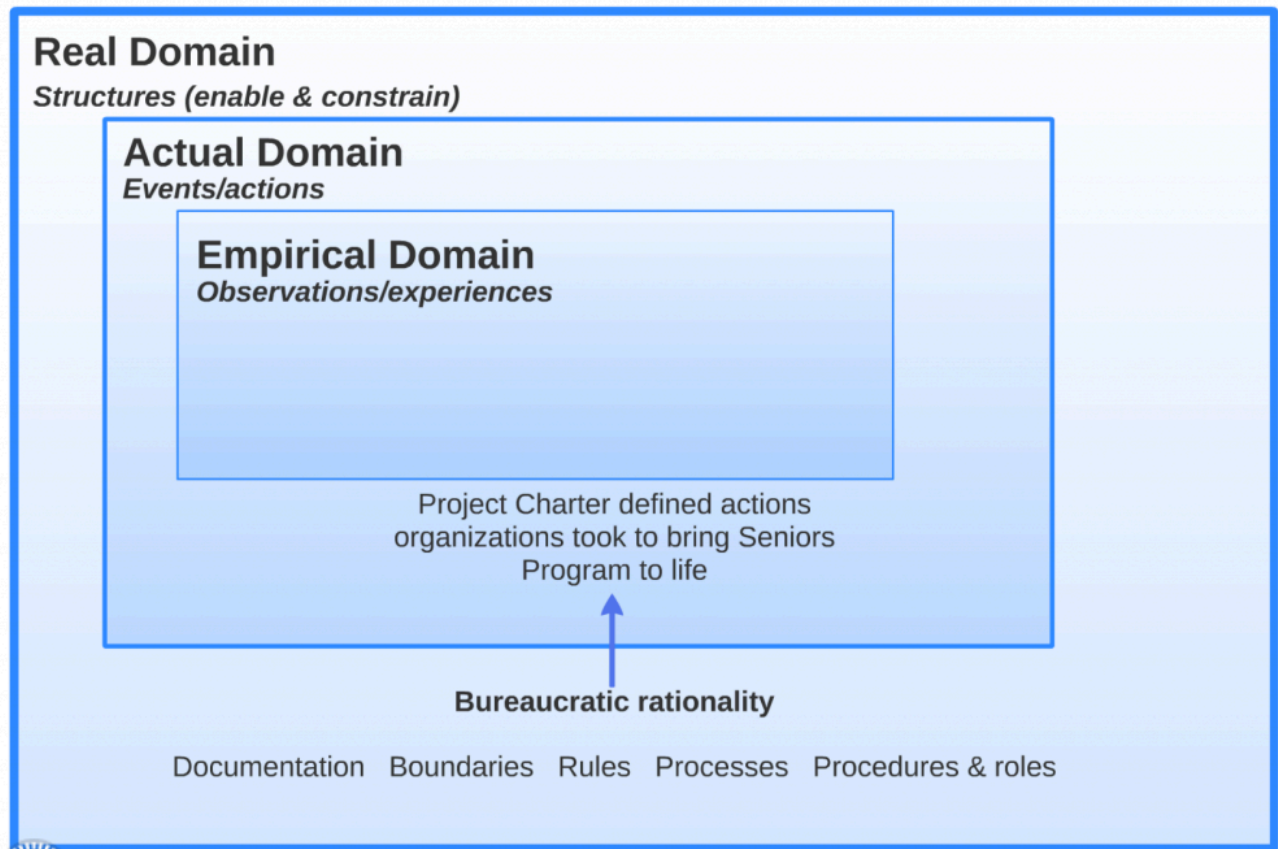 Real Domain
Structures (enable & constrain)
Actual Domain
Events/actions
Empirical Domain
Observations/experiences
Project Charter defined actions
organizations took to bring Seniors
Program to life
Bureaucratic rationality
Documentation Boundaries Rules Processes Procedures & roles